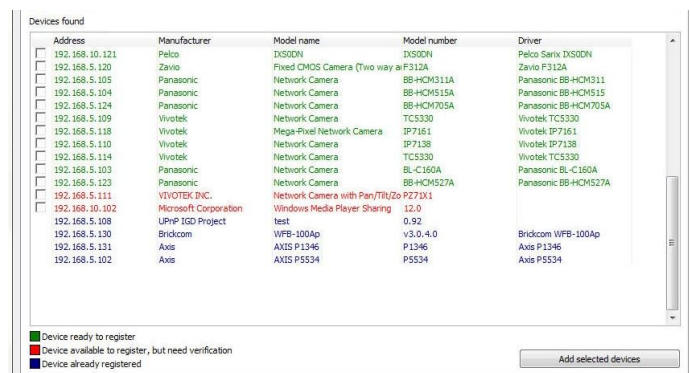 Devices found
Address Manufacturer Model name Model number Driver
192.168.10.121 Pelco IXS0DN IXS0DN Pelco Sarix IXS0DN
192.168.5.120 Zavio Fixed CMOS Camera (Two way a F312A Zavio F312A
192.168.5.105 Panasonic Network Camera BB-HCM311A Panasonic BB-HCM311
192.168.5.104 Panasonic Network Camera BB-HCM515A Panasonic BB-HCM515
192.168.5.124 Panasonic Network Camera BB-HCM705A Panasonic BB-HCM705A
192.168.5.109 Vivotek Network Camera TC5330 Vivotek TC5330
192.168.5.118 Vivotek Mega-Pixel Network Camera IP7161 Vivotek IP7161
192.168.5.110 Vivotek Network Camera IP7138 Vivotek IP7138
192.168.5.114 Vivotek Network Camera TC5330 Vivotek TC5330
192.168.5.103 Panasonic Network Camera BL-C160A Panasonic BL-C160A
192.168.5.123 Panasonic Network Camera BB-HCM527A Panasonic BB-HCM527A
192.168.5.111 VIVOTEK INC. Network Camera with Pan/Tilt/Zo PZ71X1
192.168.10.102 Microsoft Corporation Windows Media Player Sharing 12.0
192.168.5.108 UPnP IGD Project test 0.92
192.168.5.130 Brickcom WFB-100Ap v3.0.4.0 Brickcom WFB-100Ap
192.168.5.131 Axis AXIS P1346 P1346 Axis P1346
192.168.5.102 Axis AXIS P5534 P5534 Axis P5534
Device ready to register
Device available to register, but need verification
Device already registered
Add selected devices